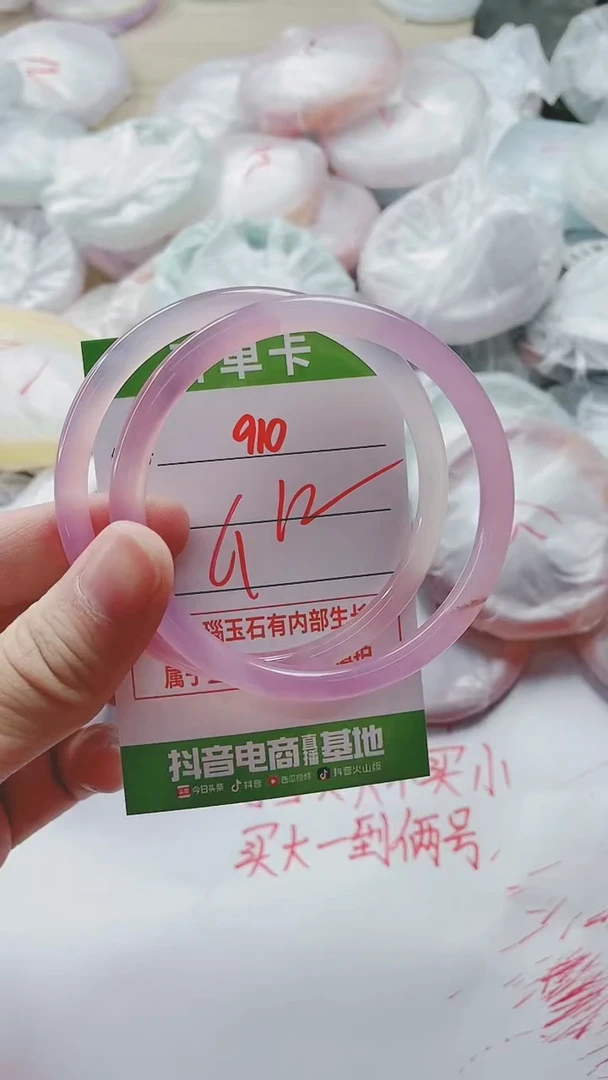 单卡
910
瑙玉石有内部生长
属于
抖音电商直播基地
今日头条 抖音 西瓜视频 抖音火山版
买小
买大一到俩号